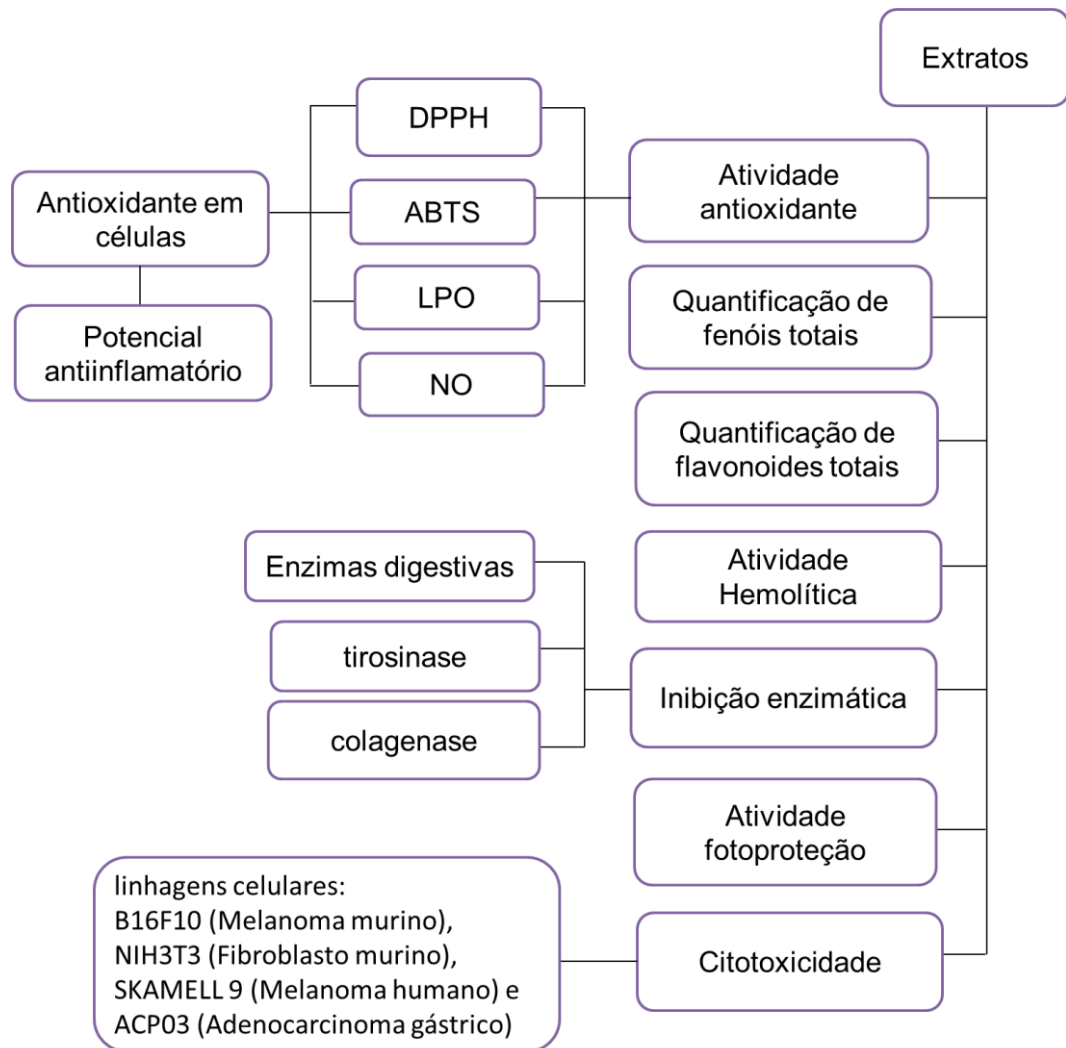 Extratos
DPPH
Atividade
antioxidante
Antioxidante em
células
ABTS
LPO
Quantificação de
fenóis totais
Potencial
antiinflamatório
NO
Quantificação de
flavonoides totais
Enzimas digestivas
Atividade
Hemolítica
tirosinase
Inibição enzimática
colagenase
Atividade
fotoproteção
linhagens celulares:
B16F10 (Melanoma murino),
NIH3T3 (Fibroblasto murino),
SKAMELL 9 (Melanoma humano) e
ACP03 (Adenocarcinoma gástrico)
Citotoxicidade